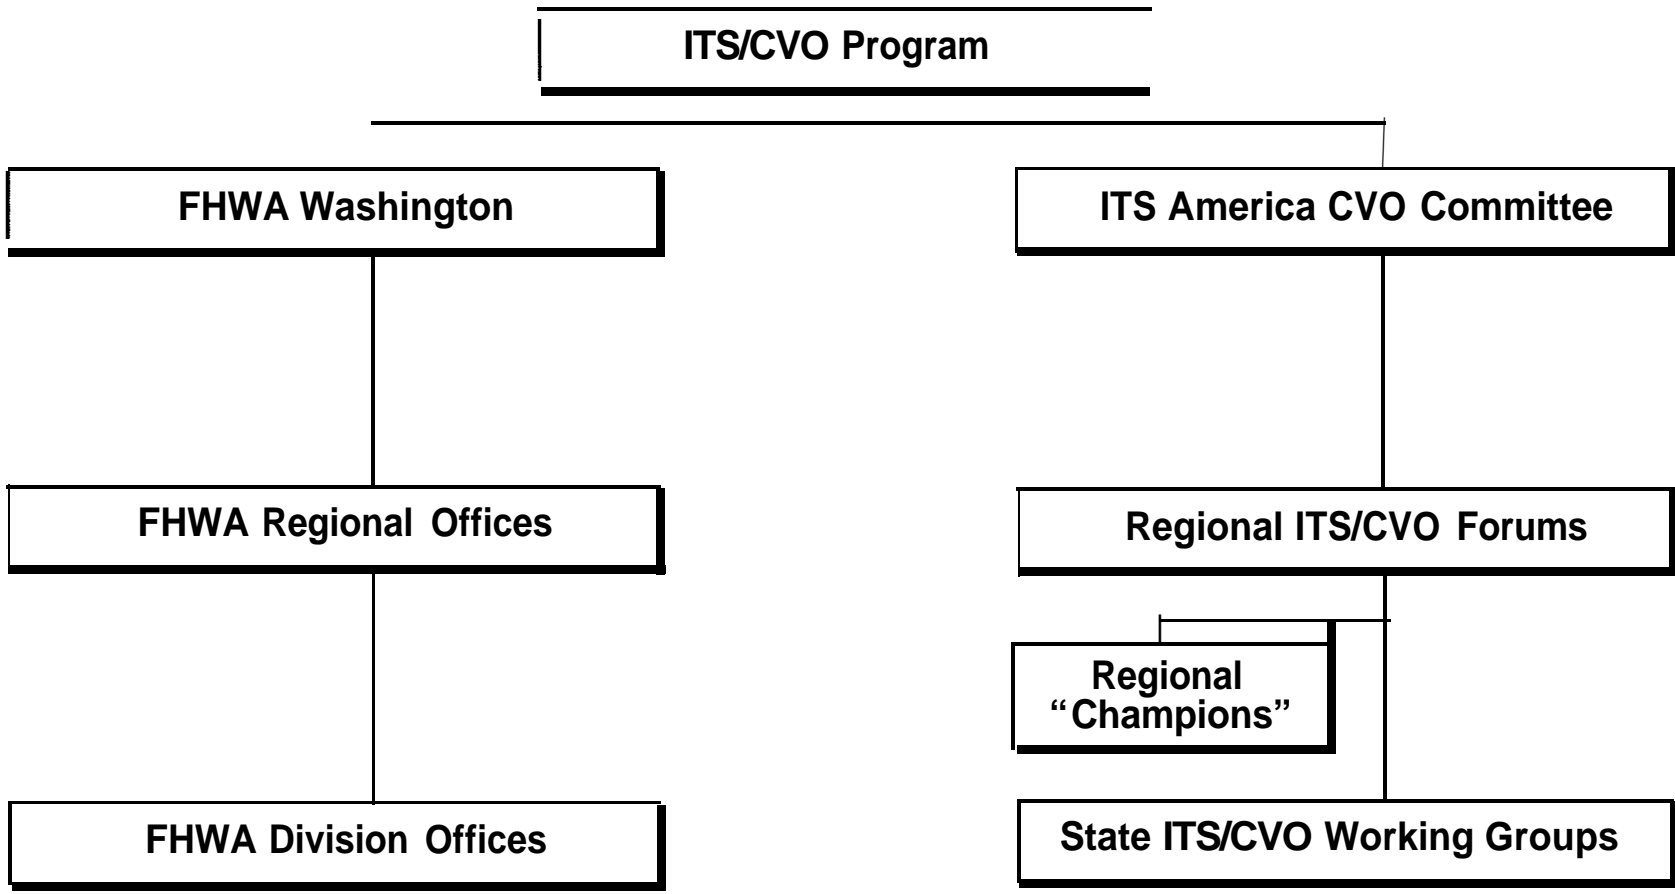 ITS/CVO Program
FHWA Washington
ITS America CVO Committee
FHWA Regional Offices
Regional ITS/CVO Forums
Regional
“Champions”
FHWA Division Offices
State ITS/CVO Working Groups